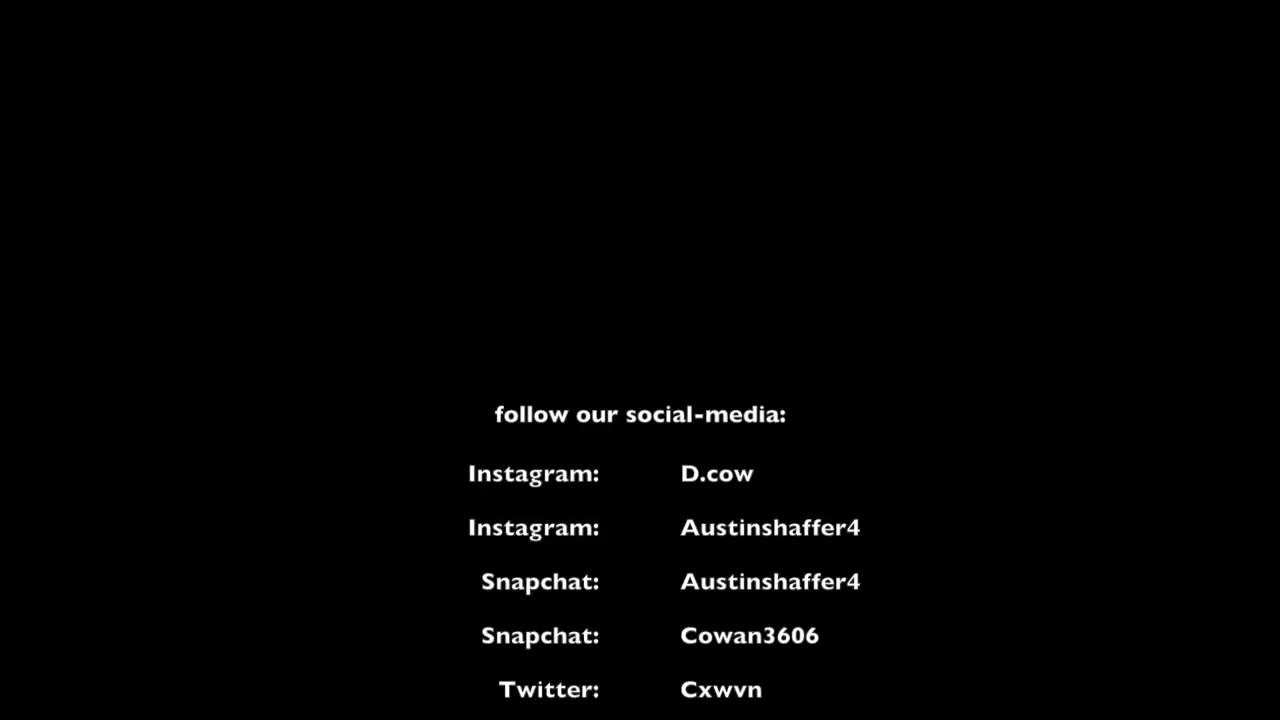 follow our social-media:
Instagram: D.cow
Instagram: Austinshaffer4
Snapchat: Austinshaffer4
Snapchat: Cowan3606
Twitter: Cxwvn